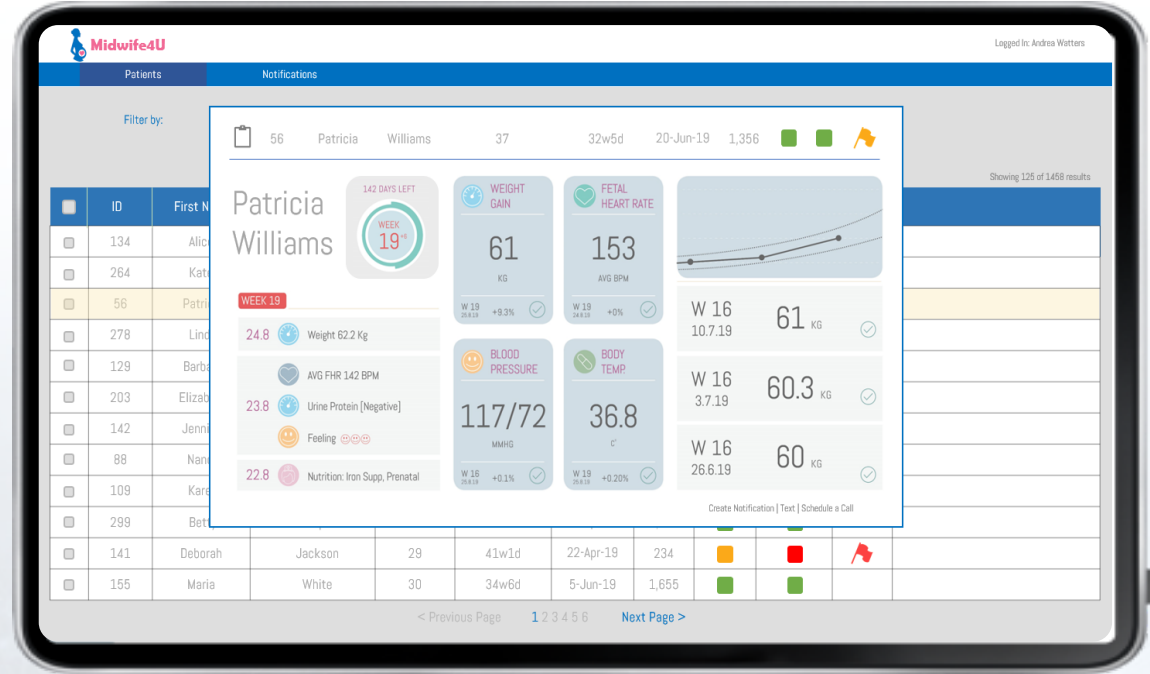 Midwife4U
Logged In: Andrea Watters
Patients Notifications
Filter by:
56 Patricia Williams 37 32w5d 20-Jun-19 1,356
Showing 125 of 1458 results
ID First N
134 Alic
264 Kat
56 Patri
278 Lind
129 Barba
203 Elizab
142 Jenni
88 Nan
109 Kare
299 Bett
141 Deborah Jackson 29 41w1d 22-Apr-19 234
155 Maria White 30 34w6d 5-Jun-19 1,655
< Previous Page 1 2 3 4 5 6 Next Page >
Patricia
Williams
142 DAYS LEFT
WEEK
19
WEEK 19
24.8 Weight 62.2 Kg
AVG FHR 142 BPM
23.8 Urine Protein [Negative]
Feeling
22.8 Nutrition: Iron Supp, Prenatal
WEIGHT
GAIN
61
KG
W 19
+9.3%
FETAL
HEART RATE
153
AVG BPM
W 19
+0%
BLOOD
PRESSURE
117/72
MMHG
W 16
+0.1%
BODY
TEMP.
36.8
C°
W 19
+0.20%
W 16
10.7.19
61 KG
W 16
3.7.19
60.3 KG
W 16
26.6.19
60 KG
Create Notification | Text | Schedule a Call